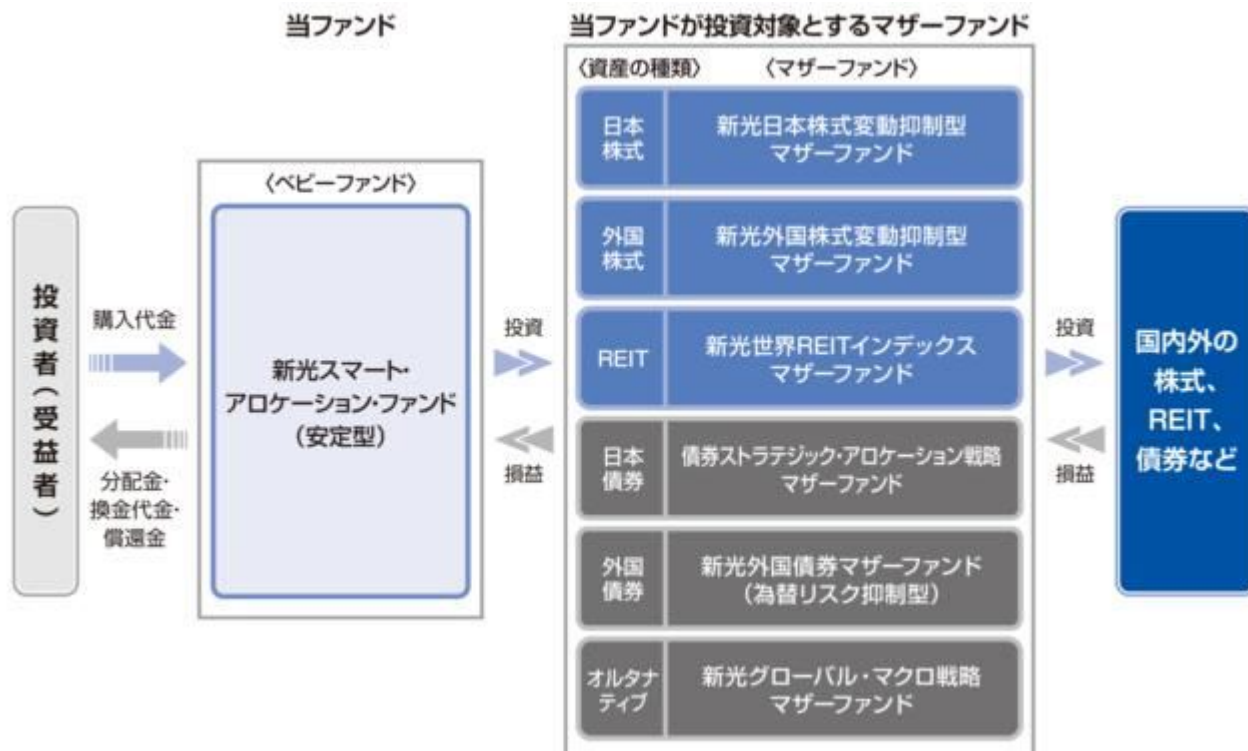 当ファンド
当ファンドが投資対象とするマザーファンド
〈資産の種類〉
〈マザーファンド〉
投資者（受益者）
購入代金
分配金・
換金代金・
償還金
〈ベビーファンド〉
新光スマート・
アロケーション・ファンド
（安定型）
投資
損益
日本
株式
新光日本株式変動抑制型
マザーファンド
外国
株式
新光外国株式変動抑制型
マザーファンド
REIT
新光世界REITインデックス
マザーファンド
日本
債券
債券ストラテジック・アロケーション戦略
マザーファンド
外国
債券
新光外国債券マザーファンド
（為替リスク抑制型）
オルタナ
ティブ
新光グローバル・マクロ戦略
マザーファンド
投資
損益
国内外の
株式、
REIT、
債券など